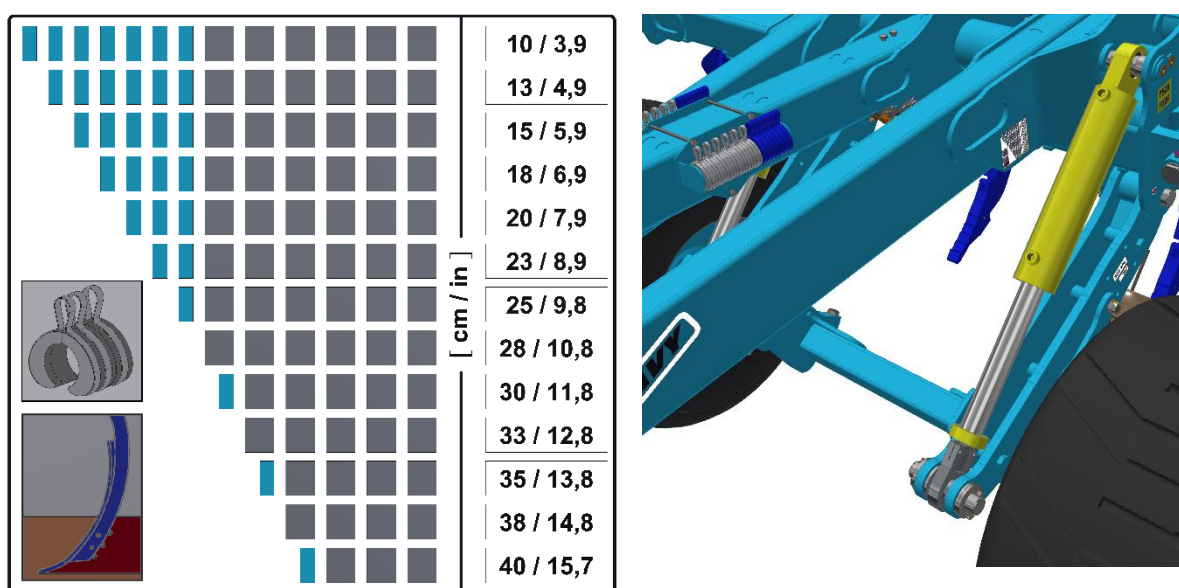 10 / 3,9
13 / 4,9
15 / 5,9
18 / 6,9
20 / 7,9
23 / 8,9
25 / 9,8
28 / 10,8
30 / 11,8
33 / 12,8
35 / 13,8
38 / 14,8
40 / 15,7
[ cm / in ]